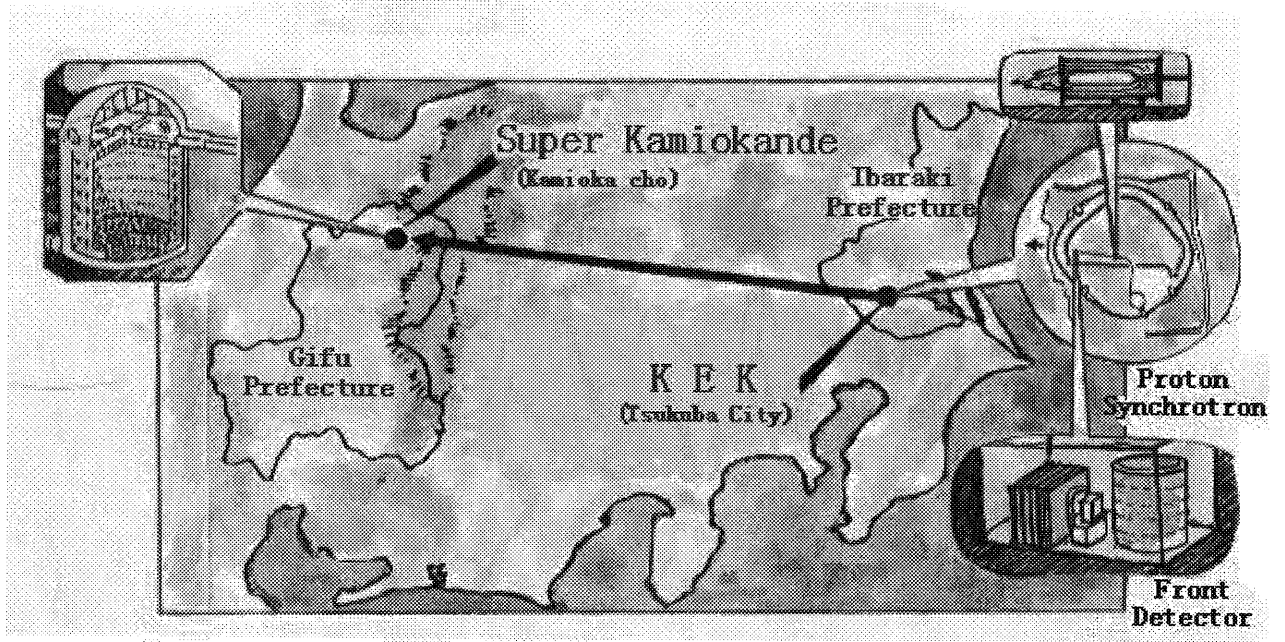 Super Kamiokande
(Kamioka cho)
Ibaraki
Prefecture
Gifu
Prefecture
K E K
(Tsukuba City)
Proton
Synchrotron
Front
Detector